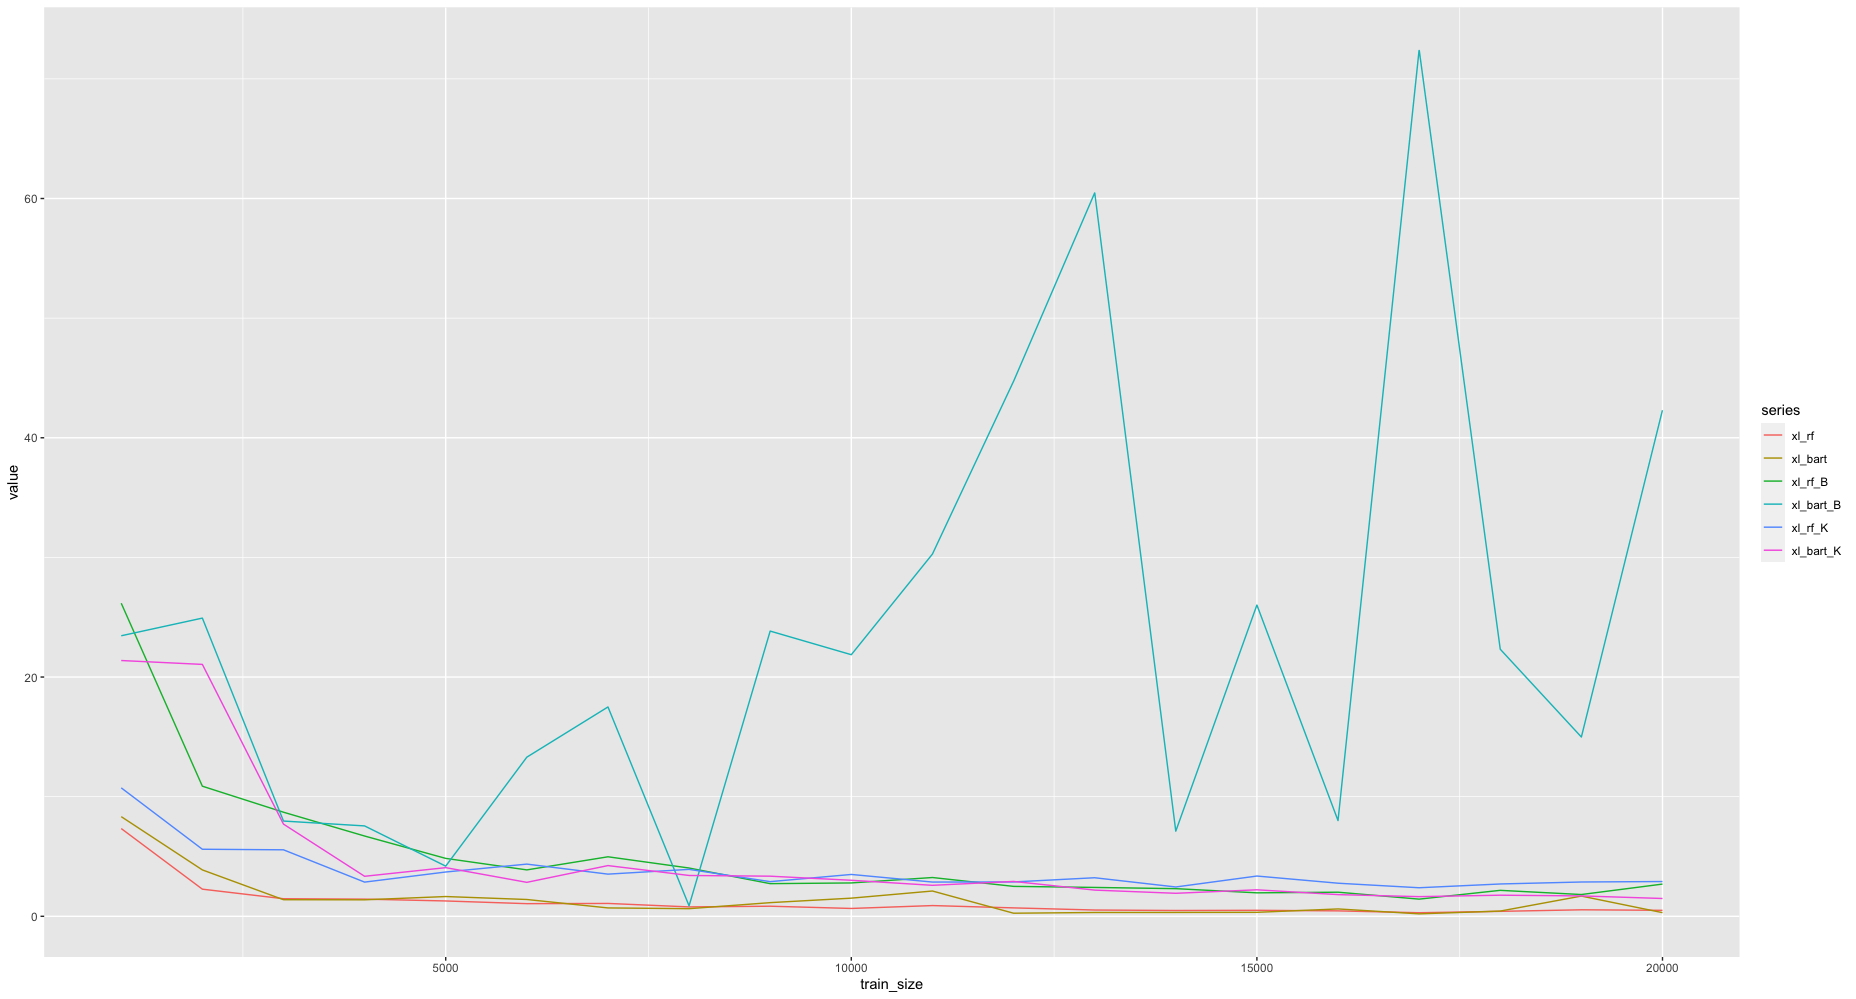 value
60
40
20
0
5000
10000
15000
20000
train_size
series
xl_rf
xl_bart
xl_rf_B
xl_bart_B
xl_rf_K
xl_bart_K